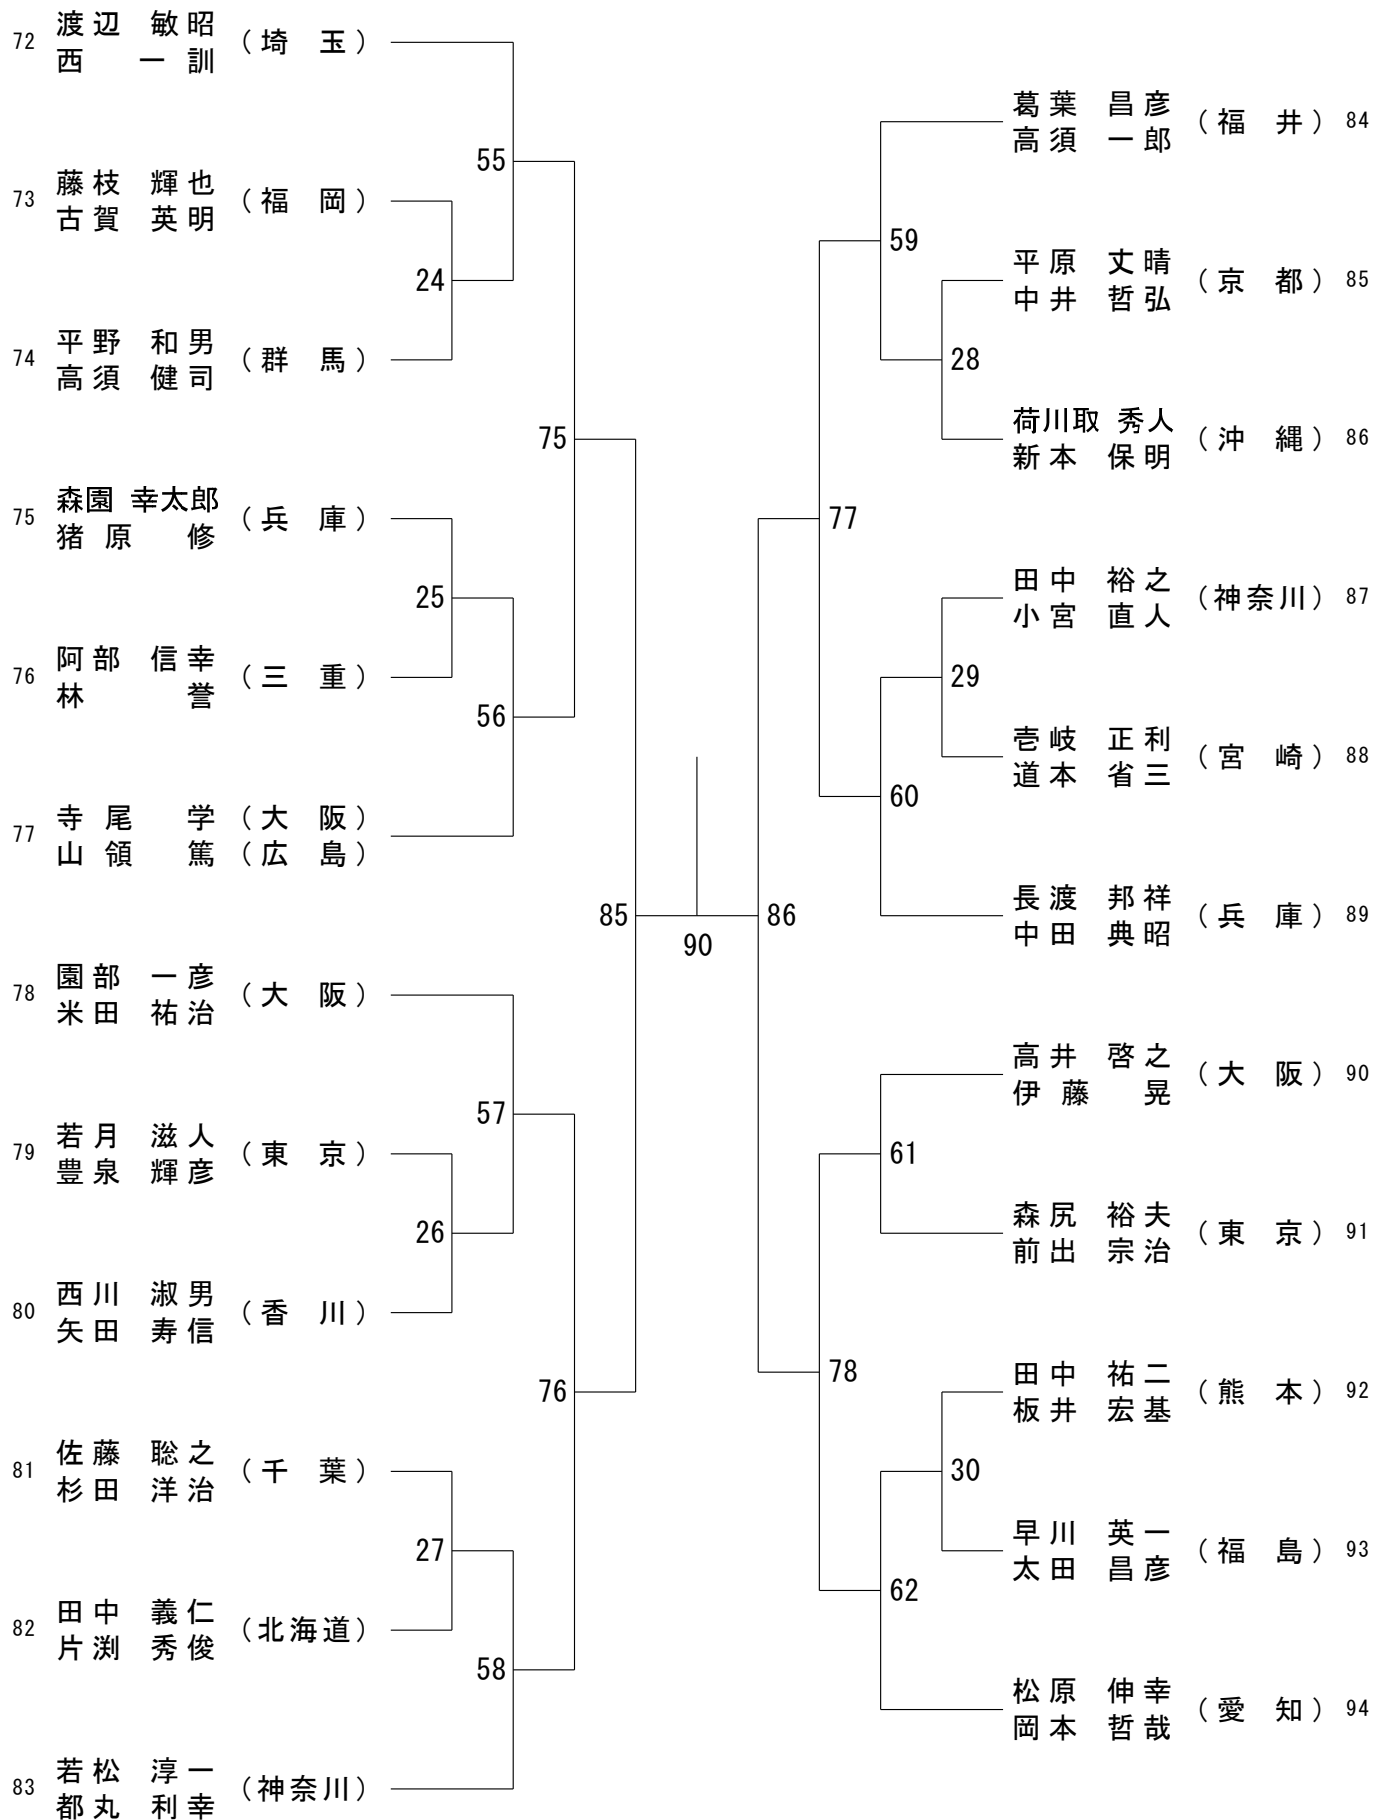 72 渡辺 敏昭 (埼玉)
西 一訓
55
73 藤枝 輝也 (福岡)
古賀 英明
24
74 平野 和男 (群馬)
高須 健司
75
75 森園 幸太郎 (兵庫)
猪原 修
25
76 阿部 信幸 (三重)
林 誉
56
77 寺尾 学 (大阪)
山領 篤 (広島)
85
90
86
78 園部 一彦 (大阪)
米田 祐治
57
79 若月 滋人 (東京)
豊泉 輝彦
26
80 西川 淑男 (香川)
矢田 寿信
76
81 佐藤 聡之 (千葉)
杉田 洋治
27
82 田中 義仁 (北海道)
片渕 秀俊
58
83 若松 淳一 (神奈川)
都丸 利幸
葛葉 昌彦 (福井) 84
高須 一郎
59
平原 丈晴 (京都) 85
中井 哲弘
28
荷川取 秀人 (沖縄) 86
新本 保明
77
田中 裕之 (神奈川) 87
小宮 直人
29
壱岐 正利 (宮崎) 88
道本 省三
60
長渡 邦祥 (兵庫) 89
中田 典昭
高井 啓之 (大阪) 90
伊藤 晃
61
森尻 裕夫 (東京) 91
前出 宗治
78
田中 祐二 (熊本) 92
板井 宏基
30
早川 英一 (福島) 93
太田 昌彦
62
松原 伸幸 (愛知) 94
岡本 哲哉